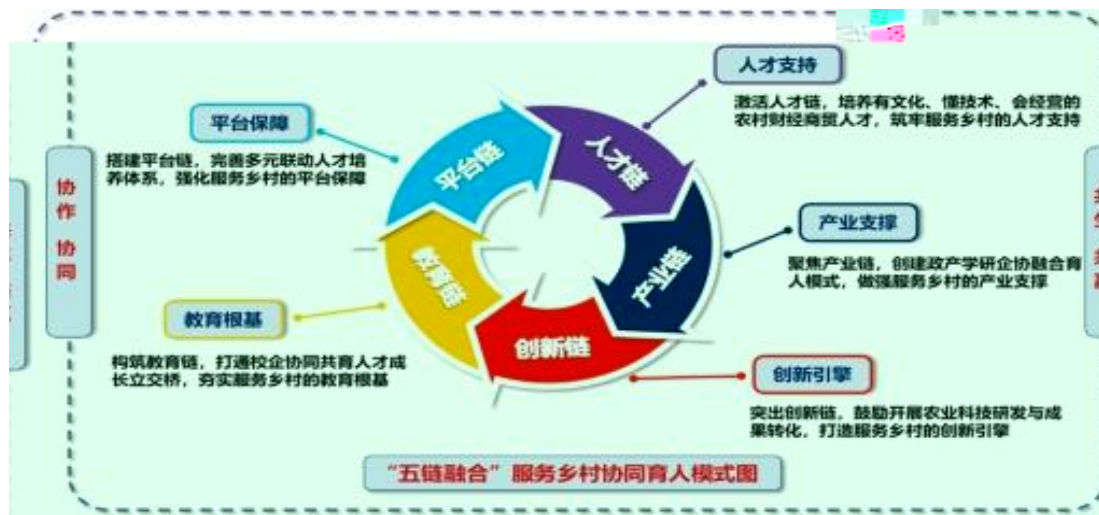 人才支持
激活人才链，培养有文化、懂技术、会经营的
农村财经商贸人才，筑牢服务乡村的人才支持
平台保障
搭建平台链，完善多元联动人才培
养体系，强化服务乡村的平台保障
协作 协同
平台链
人才链
产业链
创新链
教育链
产业支撑
聚焦产业链，创建政产学研企协融合育
人模式，做强服务乡村的产业支撑
教育根基
构筑教育链，打通校企协同共育人才成
长立交桥，夯实服务乡村的教育根基
创新引擎
突出创新链，鼓励开展农业科技研发与成
果转化，打造服务乡村的创新引擎
“五链融合”服务乡村协同育人模式图